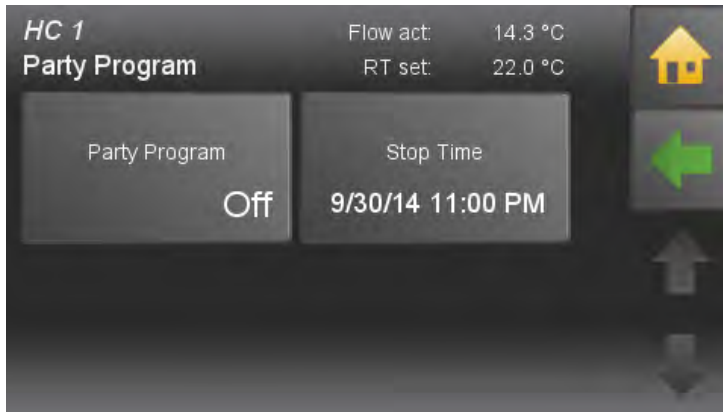 HC 1
Flow act: 14.3 °C
Party Program
RT set: 22.0 °C
Party Program
Off
Stop Time
9/30/14 11:00 PM